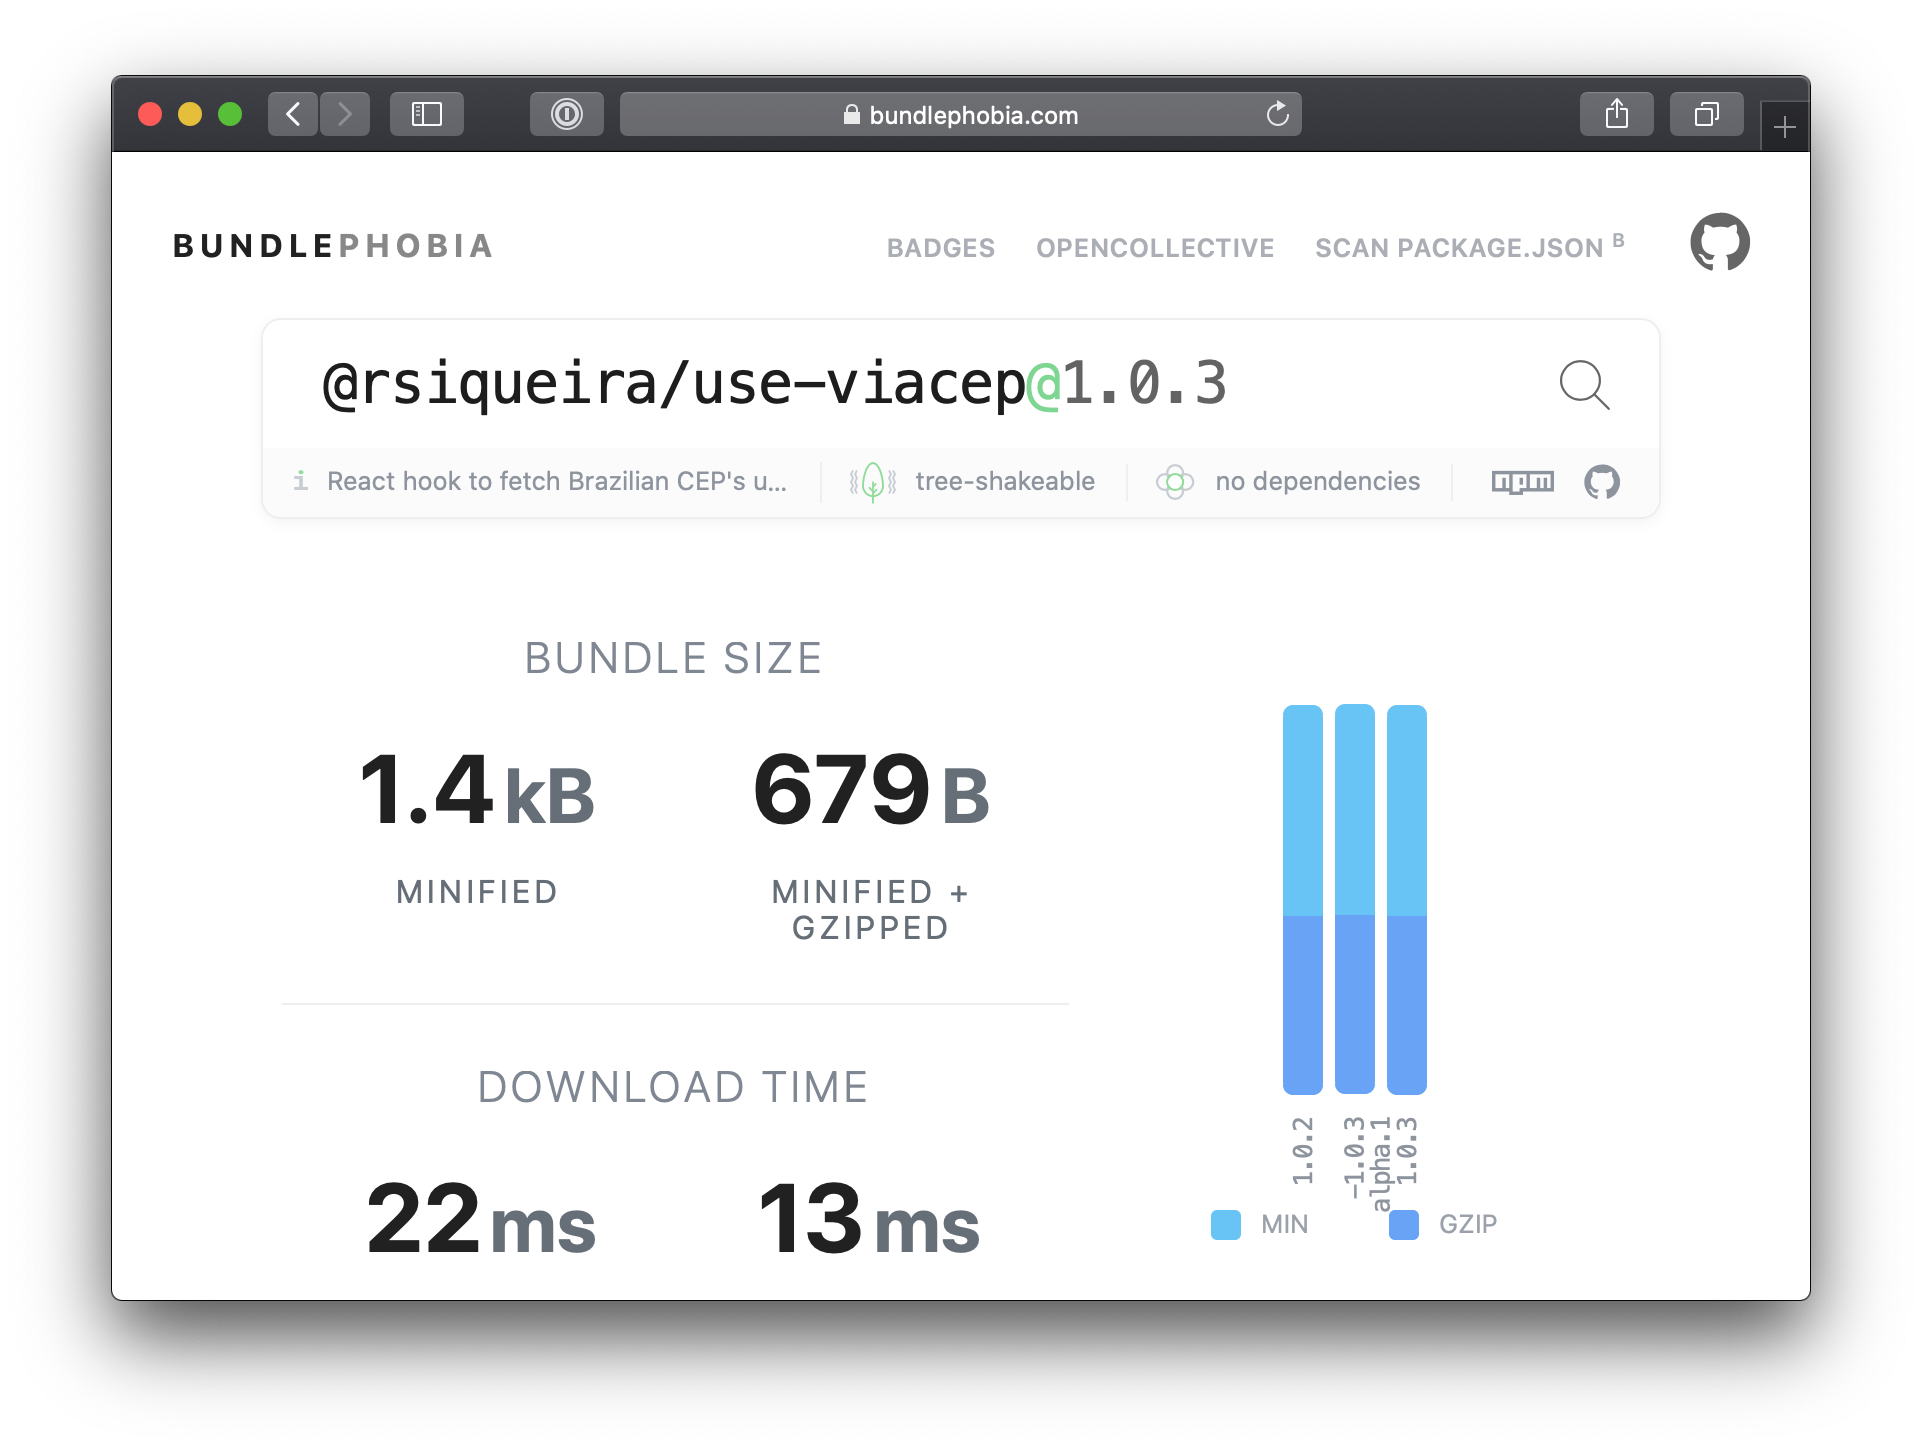 bundlephobia.com
BUNDLEPHOBIA
BADGES OPENCOLLECTIVE SCAN PACKAGE.JSON B
@rsiqueira/use-viacep@1.0.3
i React hook to fetch Brazilian CEP's u... tree-shakeable no dependencies npm
BUNDLE SIZE
1.4 kB 679 B
MINIFIED MINIFIED +
GZIPPED
DOWNLOAD TIME
22 ms 13 ms
1.0.2
-1.0.3
alpha.1
1.0.3
MIN GZIP